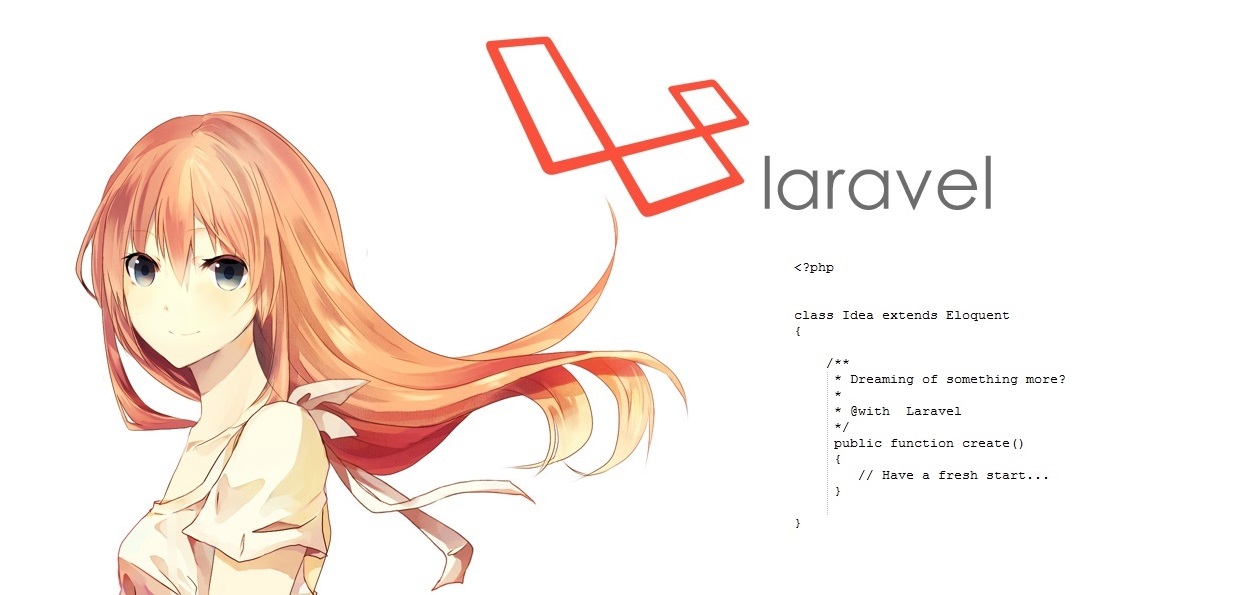 laravel
<?php
class Idea extends Eloquent
{
/**
* Dreaming of something more?
*
* @with  Laravel
*/
public function create()
{
// Have a fresh start...
}
}